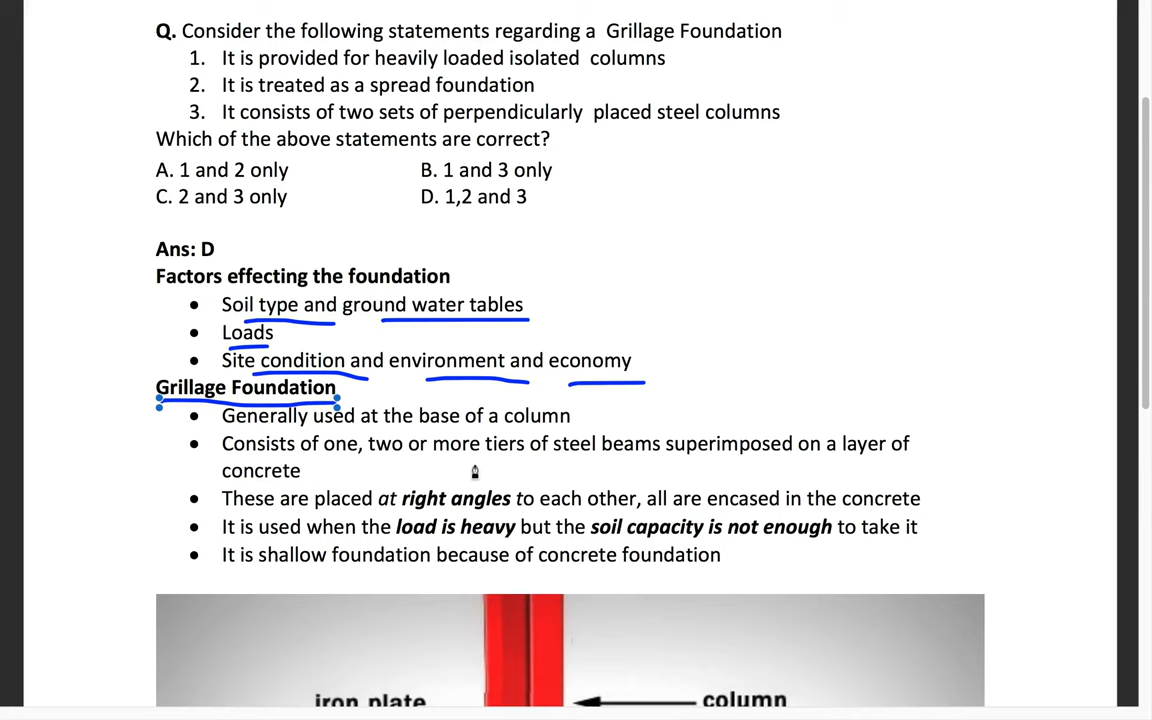 Q. Consider the following statements regarding a Grillage Foundation
1. It is provided for heavily loaded isolated columns
2. It is treated as a spread foundation
3. It consists of two sets of perpendicularly placed steel columns
Which of the above statements are correct?
A. 1 and 2 only B. 1 and 3 only
C. 2 and 3 only D. 1,2 and 3
Ans: D
Factors effecting the foundation
• Soil type and ground water tables
• Loads
• Site condition and environment and economy
Grillage Foundation
• Generally used at the base of a column
• Consists of one, two or more tiers of steel beams superimposed on a layer of
concrete
• These are placed at right angles to each other, all are encased in the concrete
• It is used when the load is heavy but the soil capacity is not enough to take it
• It is shallow foundation because of concrete foundation
iron plate column